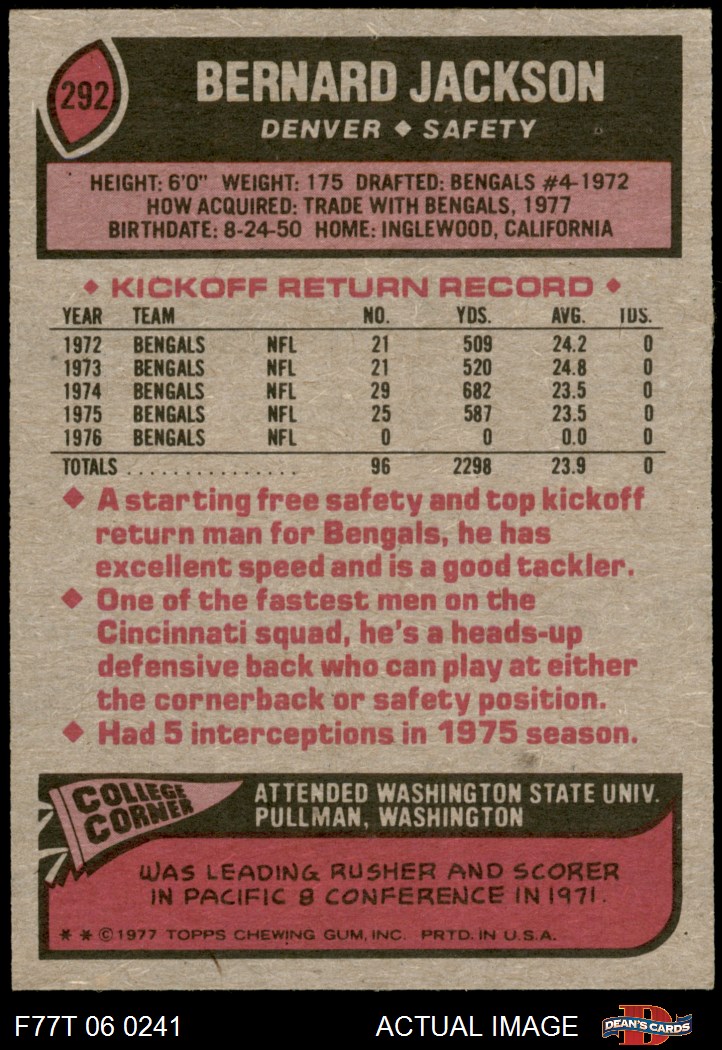 292
BERNARD JACKSON
DENVER ◆ SAFETY
HEIGHT: 6'0" WEIGHT: 175 DRAFTED: BENGALS #4-1972
HOW ACQUIRED: TRADE WITH BENGALS, 1977
BIRTHDATE: 8-24-50 HOME: INGLEWOOD, CALIFORNIA
◆ KICKOFF RETURN RECORD ◆
YEAR TEAM NO. YDS. AVG. TDS.
1972 BENGALS NFL 21 509 24.2 0
1973 BENGALS NFL 21 520 24.8 0
1974 BENGALS NFL 29 682 23.5 0
1975 BENGALS NFL 25 587 23.5 0
1976 BENGALS NFL 0 0 0.0 0
TOTALS ................ 96 2298 23.9 0
◆ A starting free safety and top kickoff
return man for Bengals, he has
excellent speed and is a good tackler.
◆ One of the fastest men on the
Cincinnati squad, he's a heads-up
defensive back who can play at either
the cornerback or safety position.
◆ Had 5 interceptions in 1975 season.
COLLEGE
CORNER
ATTENDED WASHINGTON STATE UNIV.
PULLMAN, WASHINGTON
WAS LEADING RUSHER AND SCORER
IN PACIFIC 8 CONFERENCE IN 1971.
* * © 1977 TOPPS CHEWING GUM, INC. PRTD. IN U.S.A.
F77T 06 0241 ACTUAL IMAGE DEAN'S CARDS